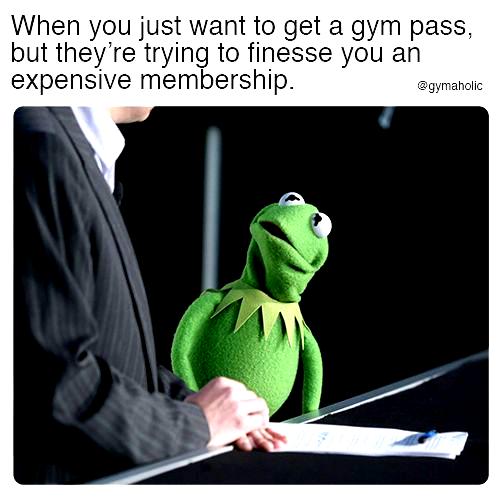 When you just want to get a gym pass,
but they're trying to finesse you an
expensive membership.
@gymaholic